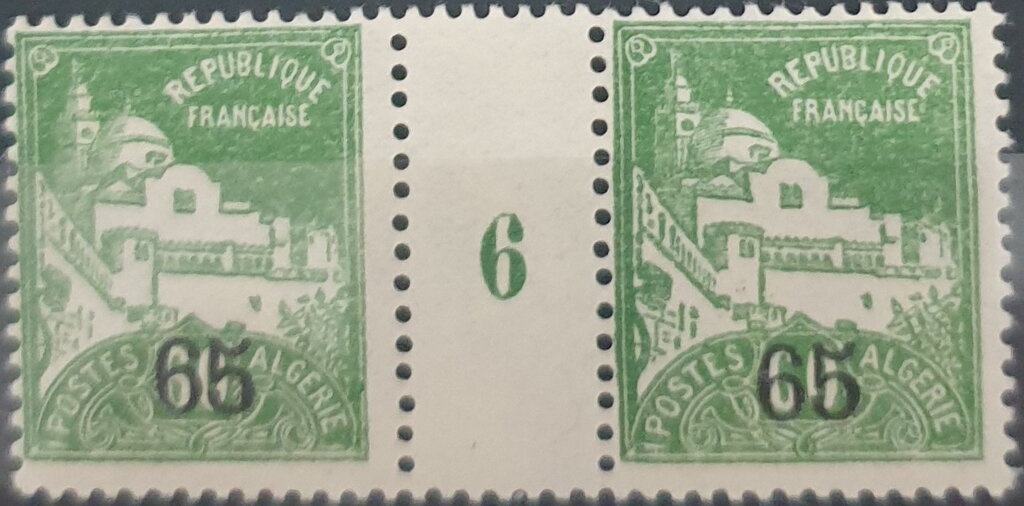 REPUBLIQUE
FRANÇAISE
POSTES ALGERIE
65
6
REPUBLIQUE
FRANÇAISE
POSTES ALGERIE
65